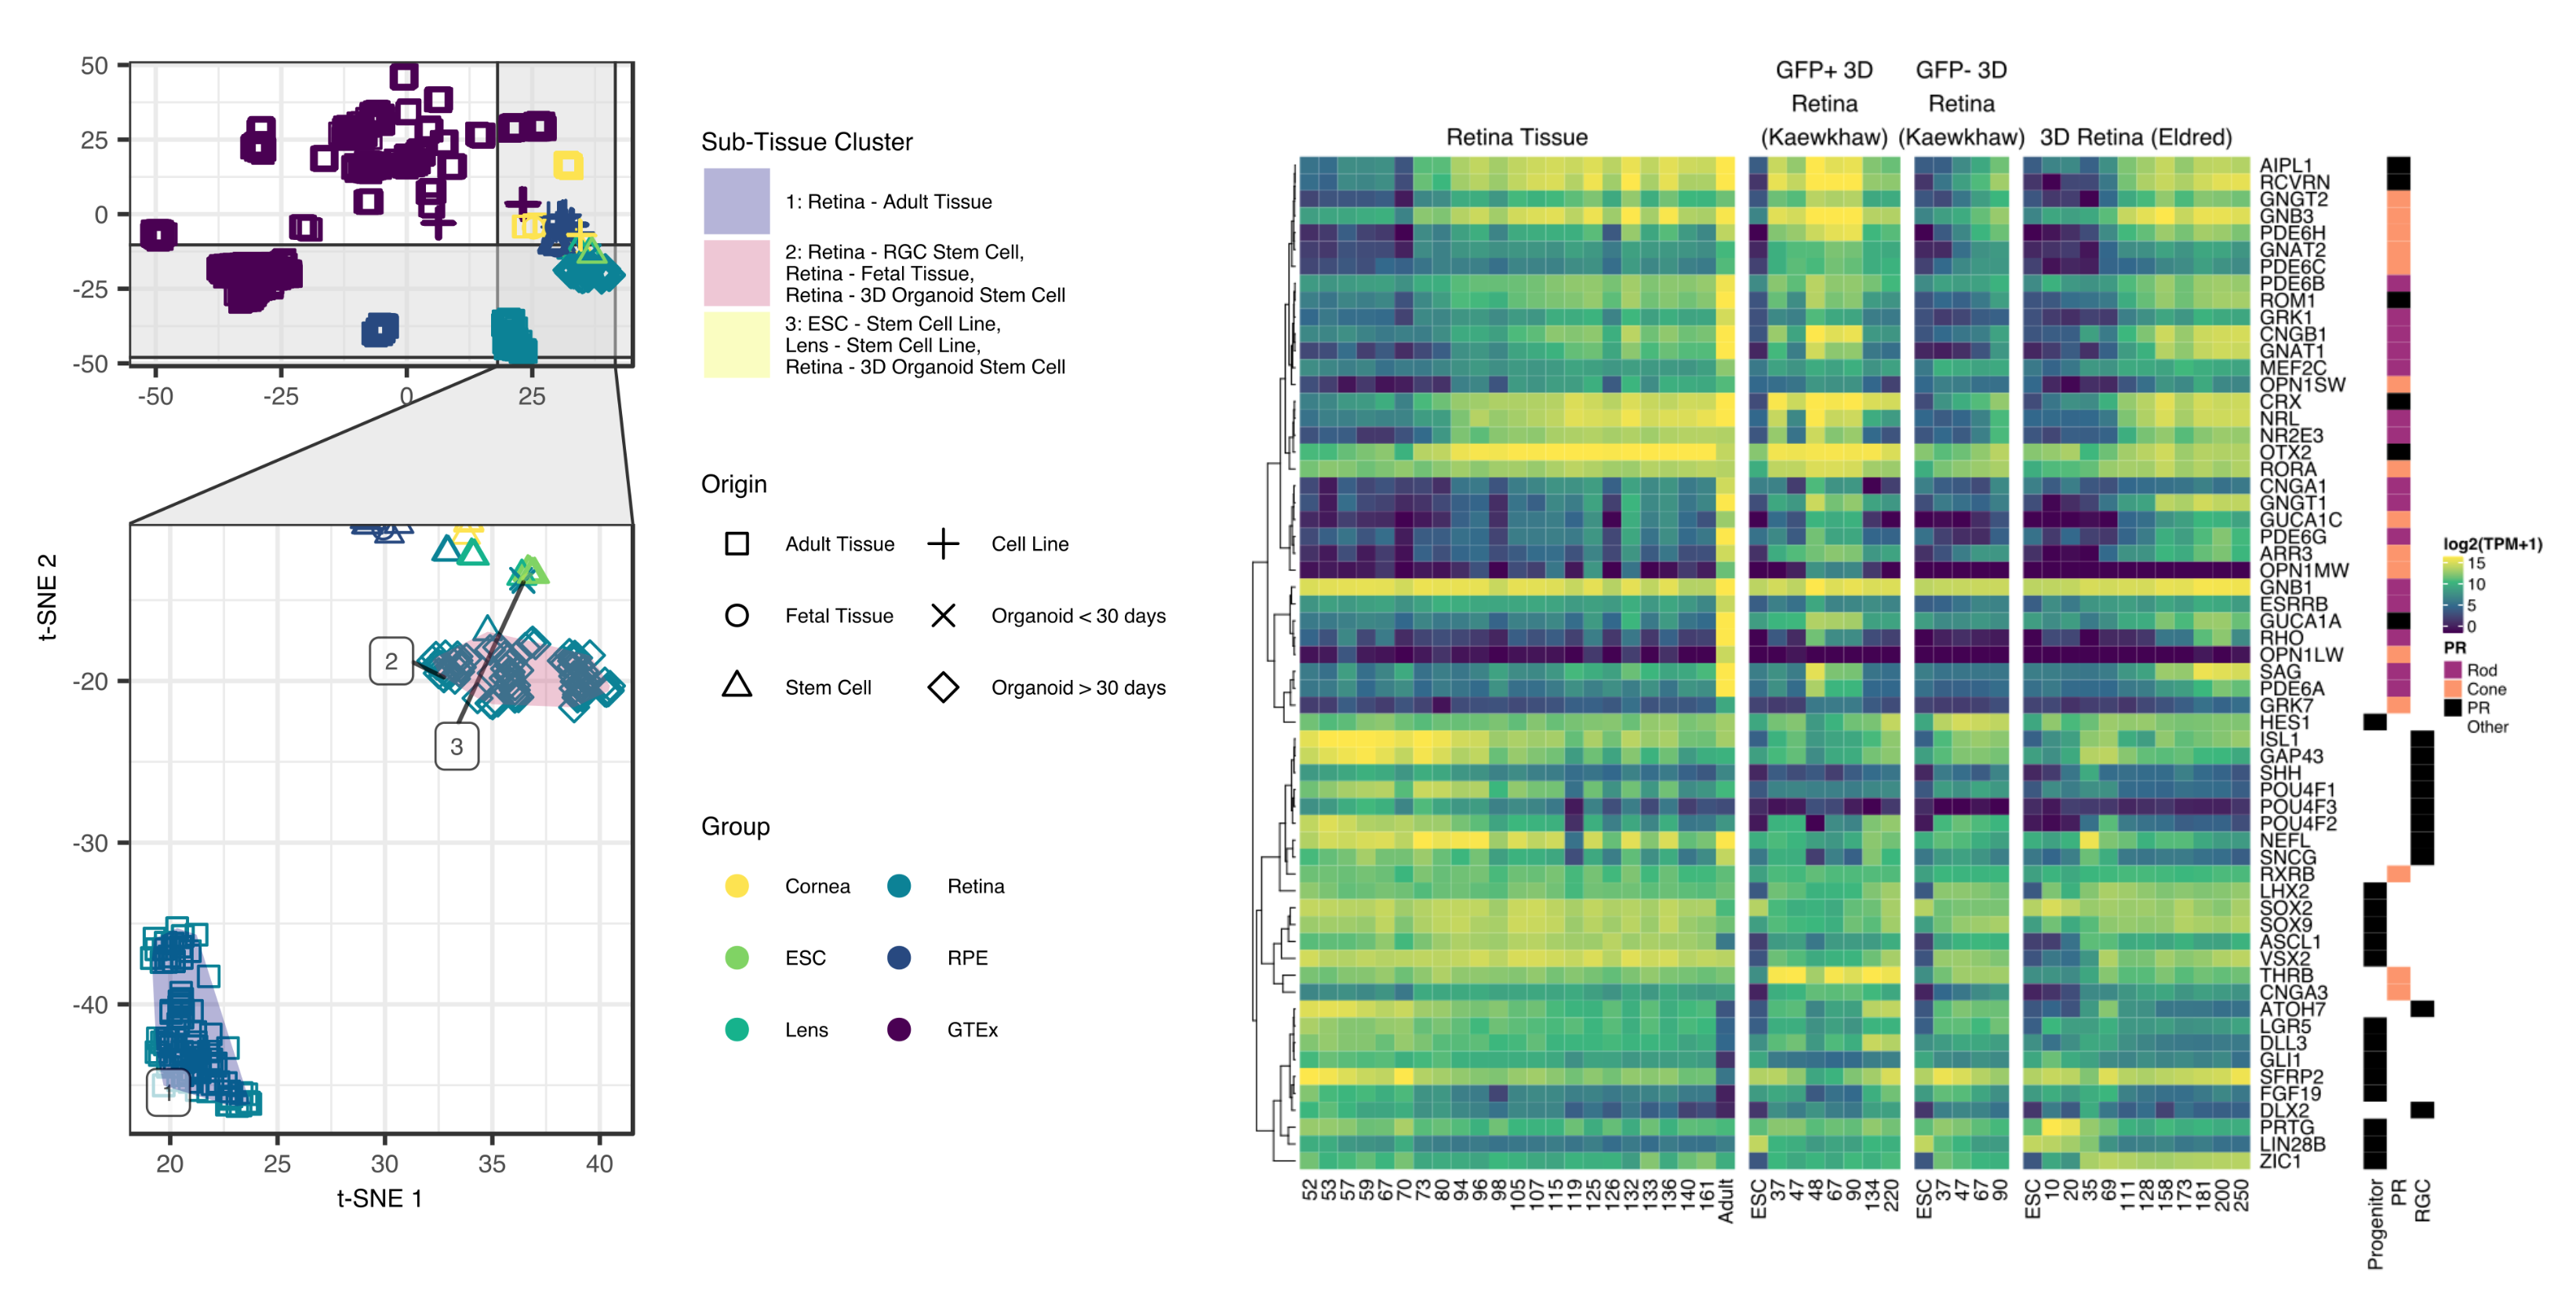 50
25
0
-25
-50
-50
-25
0
25
t-SNE 2
-20
-30
-40
20
25
30
35
40
t-SNE 1
2
3
1
Sub-Tissue Cluster
1: Retina - Adult Tissue
2: Retina - RGC Stem Cell,
Retina - Fetal Tissue,
Retina - 3D Organoid Stem Cell
3: ESC - Stem Cell Line,
Lens - Stem Cell Line,
Retina - 3D Organoid Stem Cell
Origin
Adult Tissue
Cell Line
Fetal Tissue
Organoid < 30 days
Stem Cell
Organoid > 30 days
Group
Cornea
Retina
ESC
RPE
Lens
GTEx
Retina Tissue
GFP+ 3D
Retina
(Kaewkhaw)
GFP- 3D
Retina
(Kaewkhaw)
3D Retina (Eldred)
AIPL1
RCVRN
GNGT2
GNB3
PDE6H
GNAT2
PDE6C
PDE6B
ROM1
GRK1
CNGB1
GNAT1
MEF2C
OPN1SW
CRX
NRL
NR2E3
OTX2
RORA
CNGA1
GNGT1
GUCA1C
PDE6G
ARR3
OPN1MW
GNB1
ESRRB
GUCA1A
RHO
OPN1LW
SAG
PDE6A
GRK7
HES1
ISL1
GAP43
SHH
POU4F1
POU4F3
POU4F2
NEFL
SNCG
RXRB
LHX2
SOX2
SOX9
ASCL1
VSX2
THRB
CNGA3
ATOH7
LGR5
DLL3
GLI1
SFRP2
FGF19
DLX2
PRTG
LIN28B
ZIC1
52 53 57 59 67 70 73 80 94 96 98 105 107 115 119 125 126 132 133 136 140 161 Adult
ESC 37 47 48 67 90 134 220
ESC 37 47 67 90
ESC 10 20 35 69 111 128 158 173 181 200 250
Progenitor
PR
RGC
log2(TPM+1)
15
10
5
0
PR
Rod
Cone
PR
Other